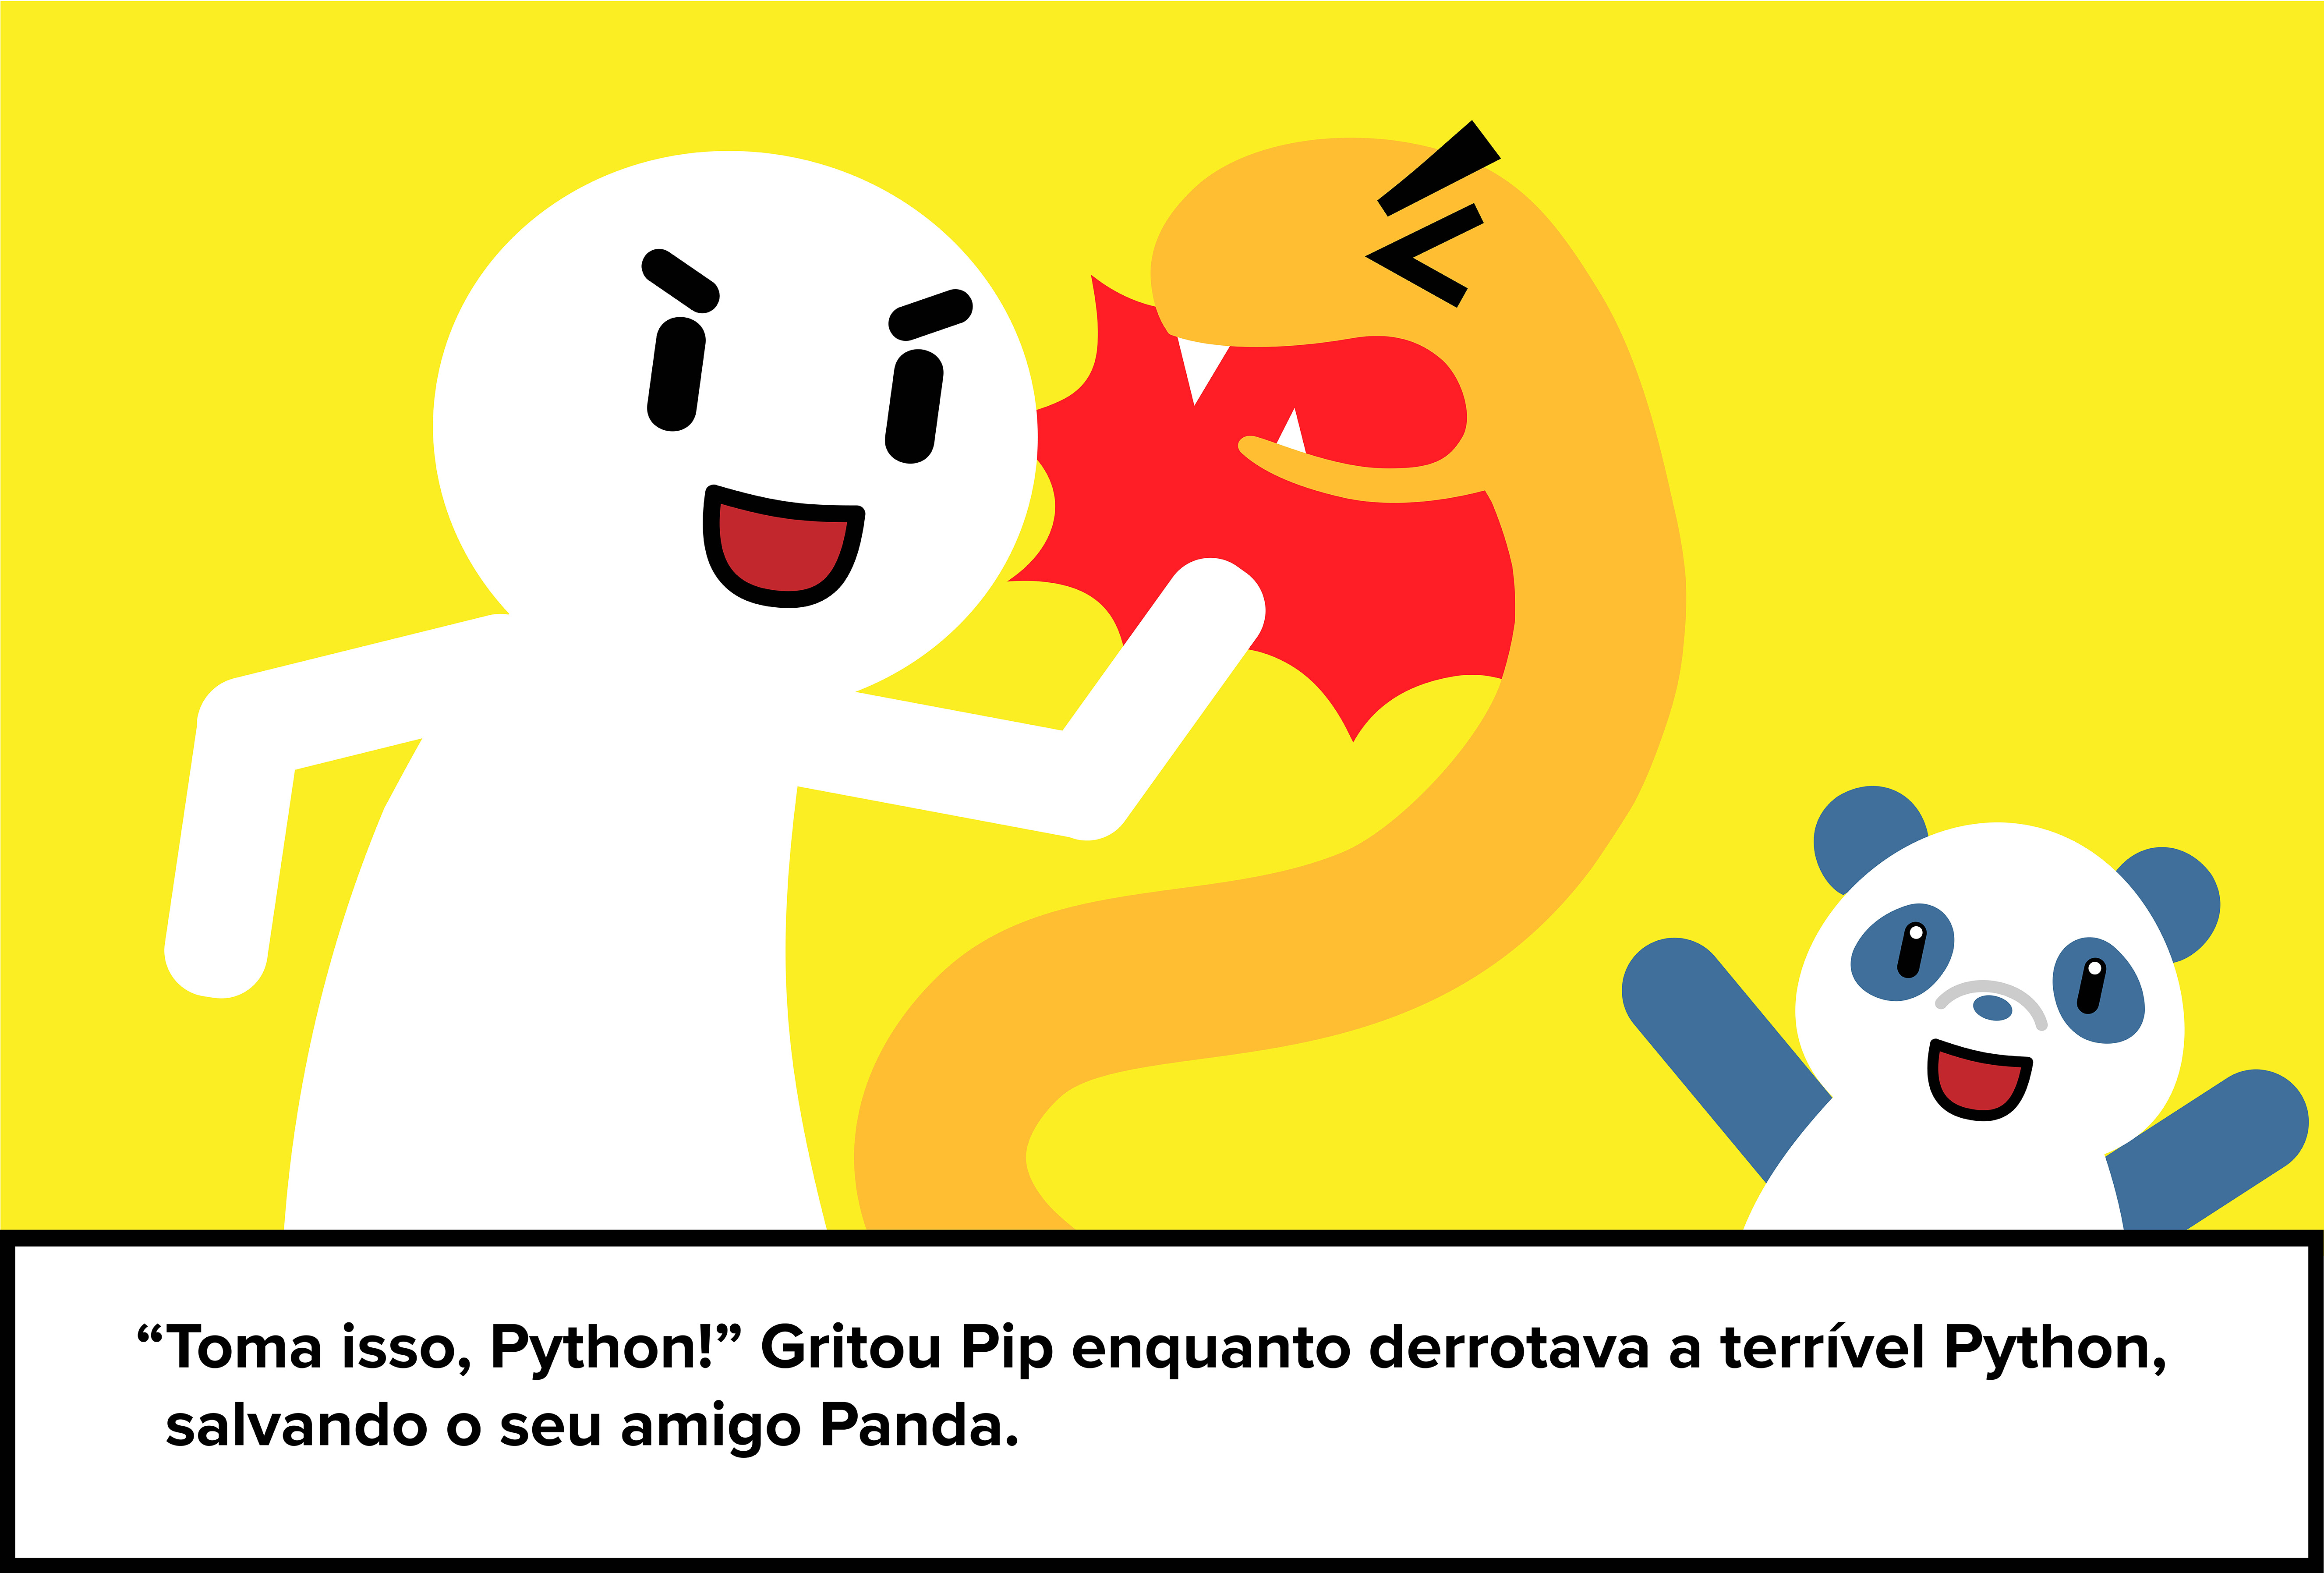 “Toma isso, Python!” Gritou Pip enquanto derrotava a terrível Python,
salvando o seu amigo Panda.